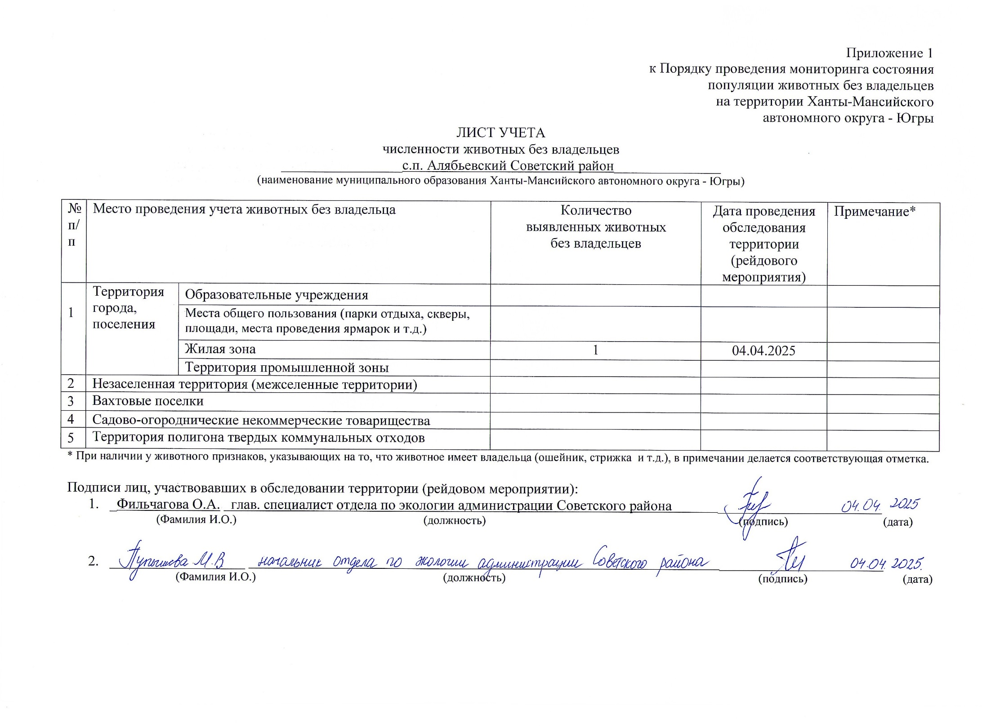 Приложение 1
к Порядку проведения мониторинга состояния
популяции животных без владельцев
на территории Ханты-Мансийского
автономного округа - Югры
ЛИСТ УЧЕТА
численности животных без владельцев
с.п. Алябьевский Советский район
(наименование муниципального образования Ханты-Мансийского автономного округа - Югры)
№ п/п
Место проведения учета животных без владельца
Количество
выявленных животных
без владельцев
Дата проведения
обследования
территории
(рейдового
мероприятия)
Примечание*
1
Территория
города,
поселения
Образовательные учреждения
Места общего пользования (парки отдыха, скверы,
площади, места проведения ярмарок и т.д.)
Жилая зона 1 04.04.2025
Территория промышленной зоны
2 Незаселенная территория (межселенные территории)
3 Вахтовые поселки
4 Садово-огороднические некоммерческие товарищества
5 Территория полигона твердых коммунальных отходов
* При наличии у животного признаков, указывающих на то, что животное имеет владельца (ошейник, стрижка и т.д.), в примечании делается соответствующая отметка.
Подписи лиц, участвовавших в обследовании территории (рейдовом мероприятии):
1. Фильчагова О.А. глав. специалист отдела по экологии администрации Советского района 04.04. 2025
(Фамилия И.О.) (должность) (подпись) (дата)
2. Пупышева М.В начальник отдела по экологии администрации Советского района 04.04. 2025.
(Фамилия И.О.) (должность) (подпись) (дата)